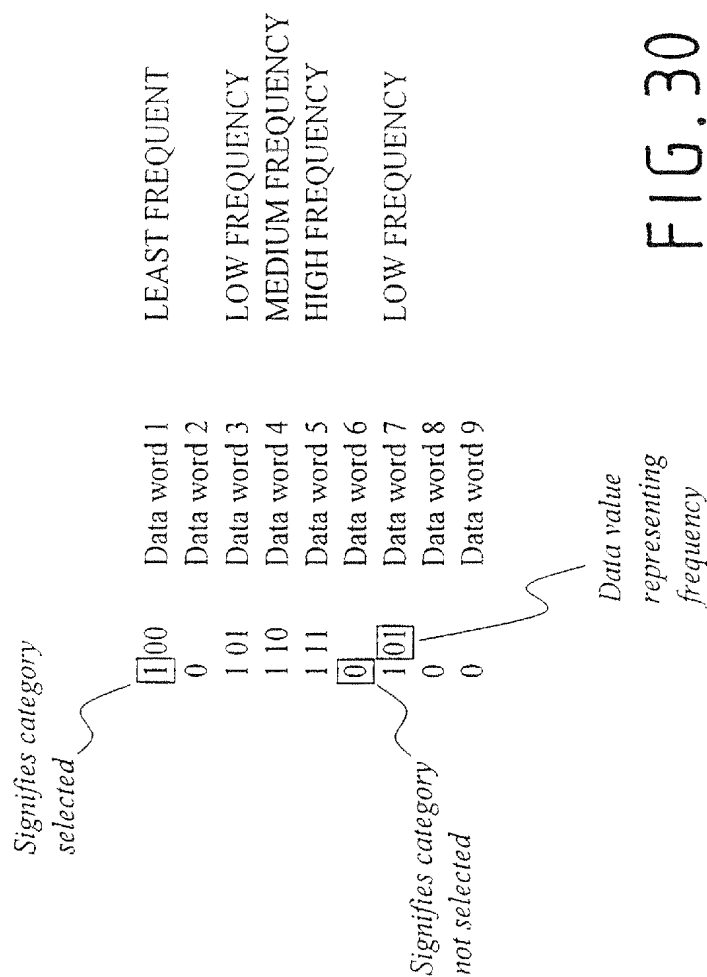 Signifies category
selected
1 00 Data word 1 LEAST FREQUENT
0 Data word 2
1 01 Data word 3 LOW FREQUENCY
1 10 Data word 4 MEDIUM FREQUENCY
1 11 Data word 5 HIGH FREQUENCY
0 Data word 6
1 01 Data word 7 LOW FREQUENCY
0 Data word 8
0 Data word 9
Signifies category
not selected
Data value
representing
frequency
FIG. 30